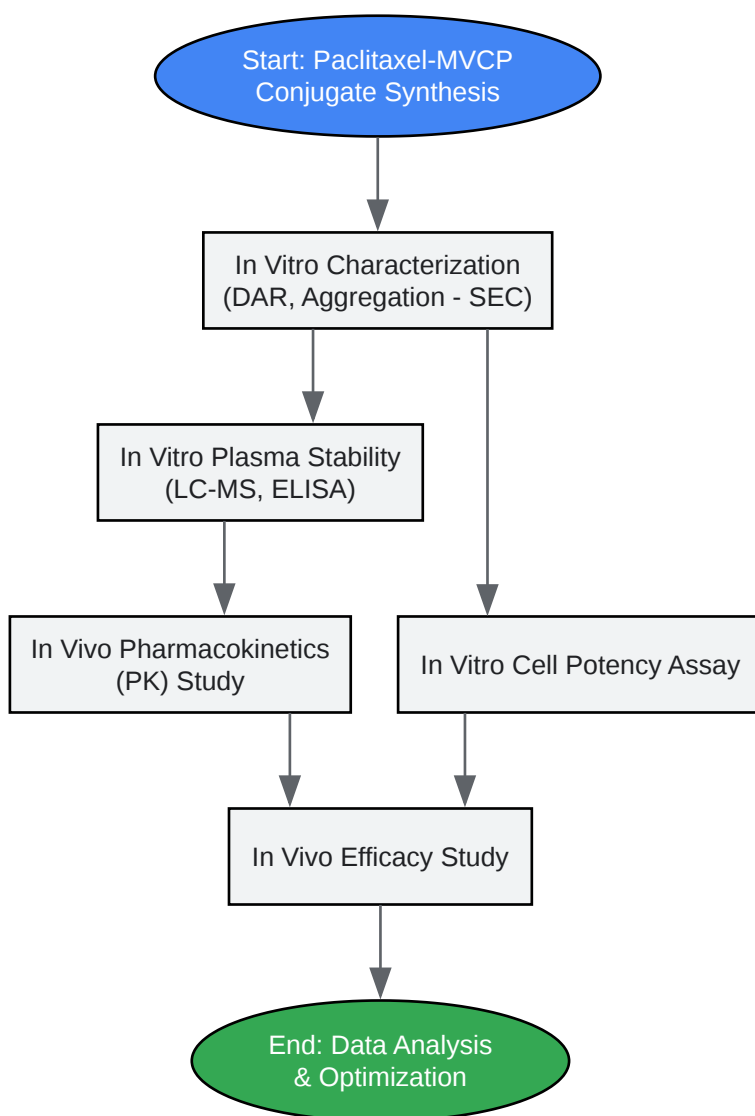 Start: Paclitaxel-MVCP
Conjugate Synthesis
In Vitro Characterization
(DAR, Aggregation - SEC)
In Vitro Plasma Stability
(LC-MS, ELISA)
In Vivo Pharmacokinetics
(PK) Study
In Vitro Cell Potency Assay
In Vivo Efficacy Study
End: Data Analysis
& Optimization